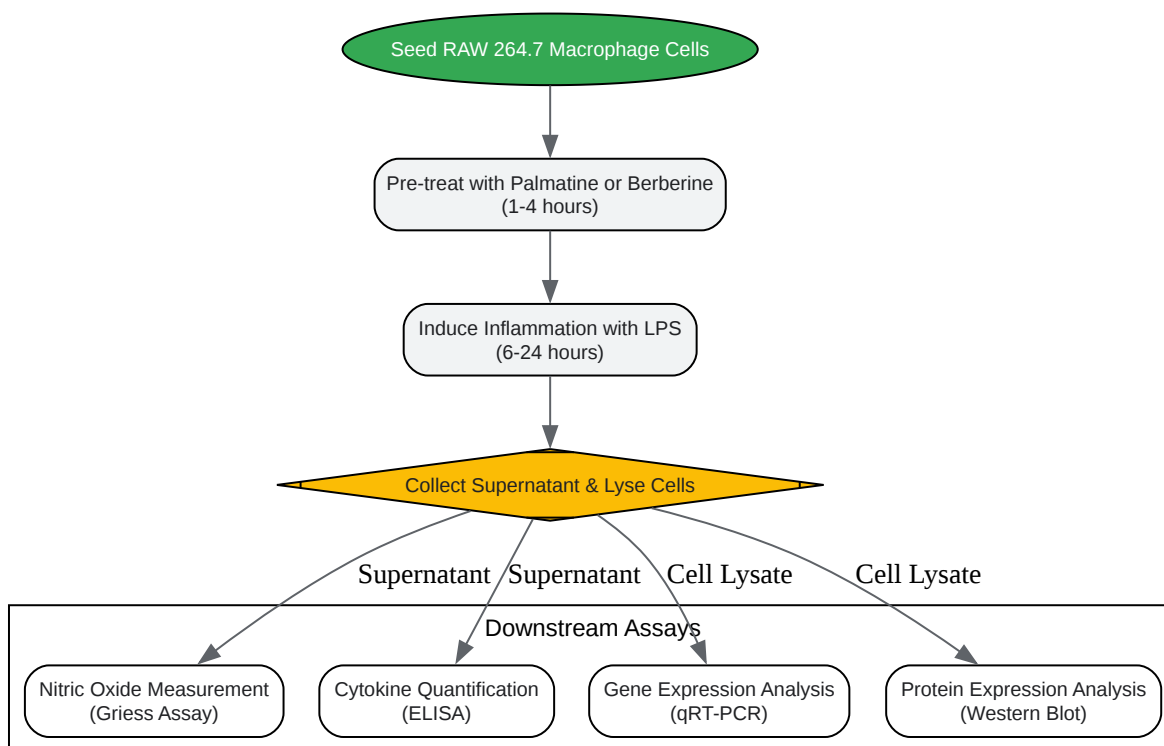 Seed RAW 264.7 Macrophage Cells
Pre-treat with Palmatine or Berberine
(1-4 hours)
Induce Inflammation with LPS
(6-24 hours)
Collect Supernatant & Lyse Cells
Supernatant
Supernatant
Cell Lysate
Cell Lysate
Downstream Assays
Nitric Oxide Measurement
(Griess Assay)
Cytokine Quantification
(ELISA)
Gene Expression Analysis
(qRT-PCR)
Protein Expression Analysis
(Western Blot)